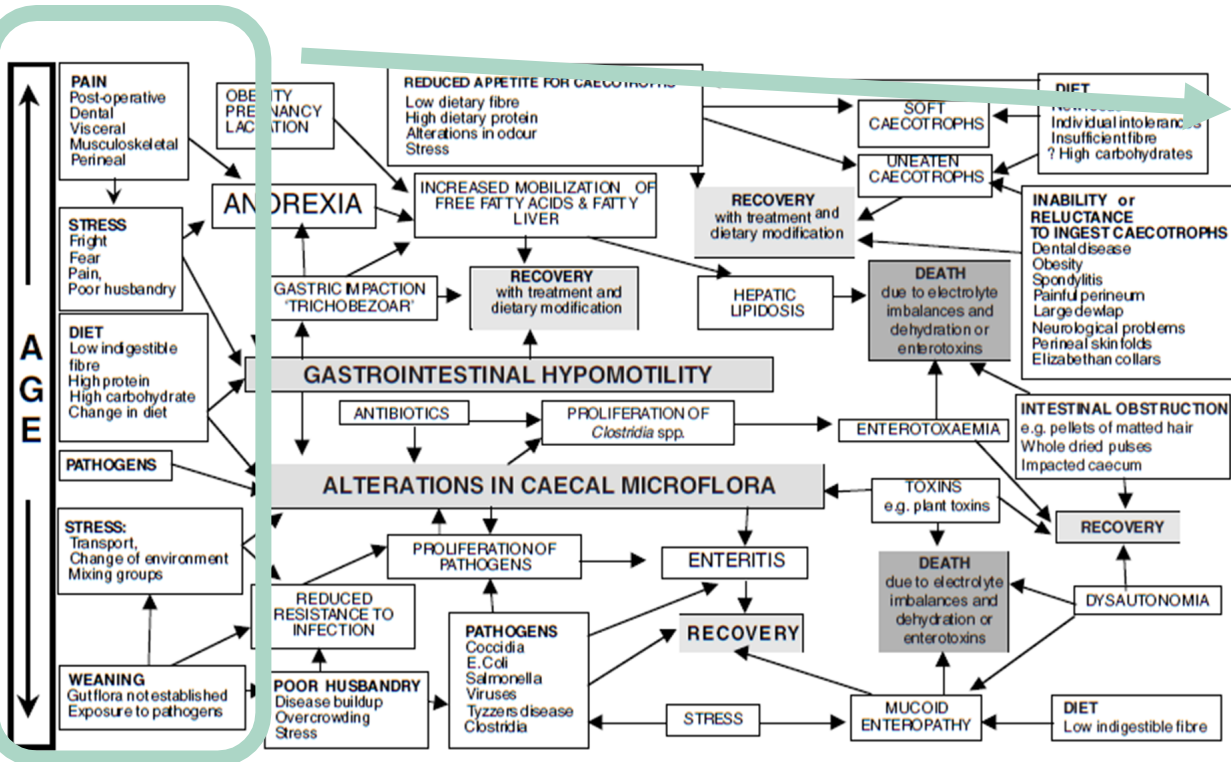 AGE
PAIN
Post-operative
Dental
Visceral
Musculoskeletal
Perineal
STRESS
Fright
Fear
Pain,
Poor husbandry
DIET
Low indigestible
fibre
High protein
High carbohydrate
Change in diet
PATHOGENS
STRESS:
Transport,
Change of environment
Mixing groups
WEANING
Gut flora not established
Exposure to pathogens
OBESITY
PREGNANCY
LACTATION
ANOREXIA
GASTRIC IMPACTION
'TRICHOBEZOAR'
REDUCED APPETITE FOR CAECOTROPHS
Low dietary fibre
High dietary protein
Alterations in odour
Stress
INCREASED MOBILIZATION OF
FREE FATTY ACIDS & FATTY
LIVER
RECOVERY
with treatment and
dietary modification
HEPATIC
LIPIDOSIS
RECOVERY
with treatment and
dietary modification
SOFT
CAECOTROPHS
UNEATEN
CAECOTROPHS
DIET
Individual intolerances
Insufficient fibre
? High carbohydrates
INABILITY or
RELUCTANCE
TO INGEST CAECOTROPHS
Dental disease
Obesity
Spondylitis
Painful perineum
Large dewlap
Neurological problems
Perineal skin folds
Elizabethan collars
DEATH
due to electrolyte
imbalances and
dehydration or
enterotoxins
GASTROINTESTINAL HYPOMOTILITY
ANTIBIOTICS
PROLIFERATION OF
Clostridia spp.
ENTEROTOXAEMIA
INTESTINAL OBSTRUCTION
e.g. pellets of matted hair
Whole dried pulses
Impacted caecum
ALTERATIONS IN CAECAL MICROFLORA
TOXINS
e.g. plant toxins
RECOVERY
PROLIFERATION OF
PATHOGENS
ENTERITIS
DEATH
due to electrolyte
imbalances and
dehydration or
enterotoxins
DYSAUTONOMIA
REDUCED
RESISTANCE TO
INFECTION
PATHOGENS
Coccidia
E.Coli
Salmonella
Viruses
Tyzzers disease
Clostridia
RECOVERY
POOR HUSBANDRY
Disease buildup
Overcrowding
Stress
STRESS
MUCOID
ENTEROPATHY
DIET
Low indigestible fibre